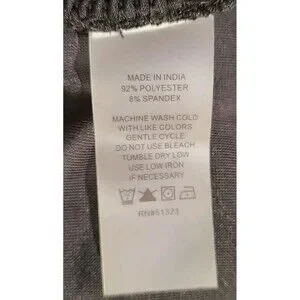 MADE IN INDIA
92% POLYESTER
8% SPANDEX
MACHINE WASH COLD
WITH LIKE COLORS
GENTLE CYCLE
DO NOT USE BLEACH
TUMBLE DRY LOW
USE LOW IRON
IF NECESSARY
RN#51323